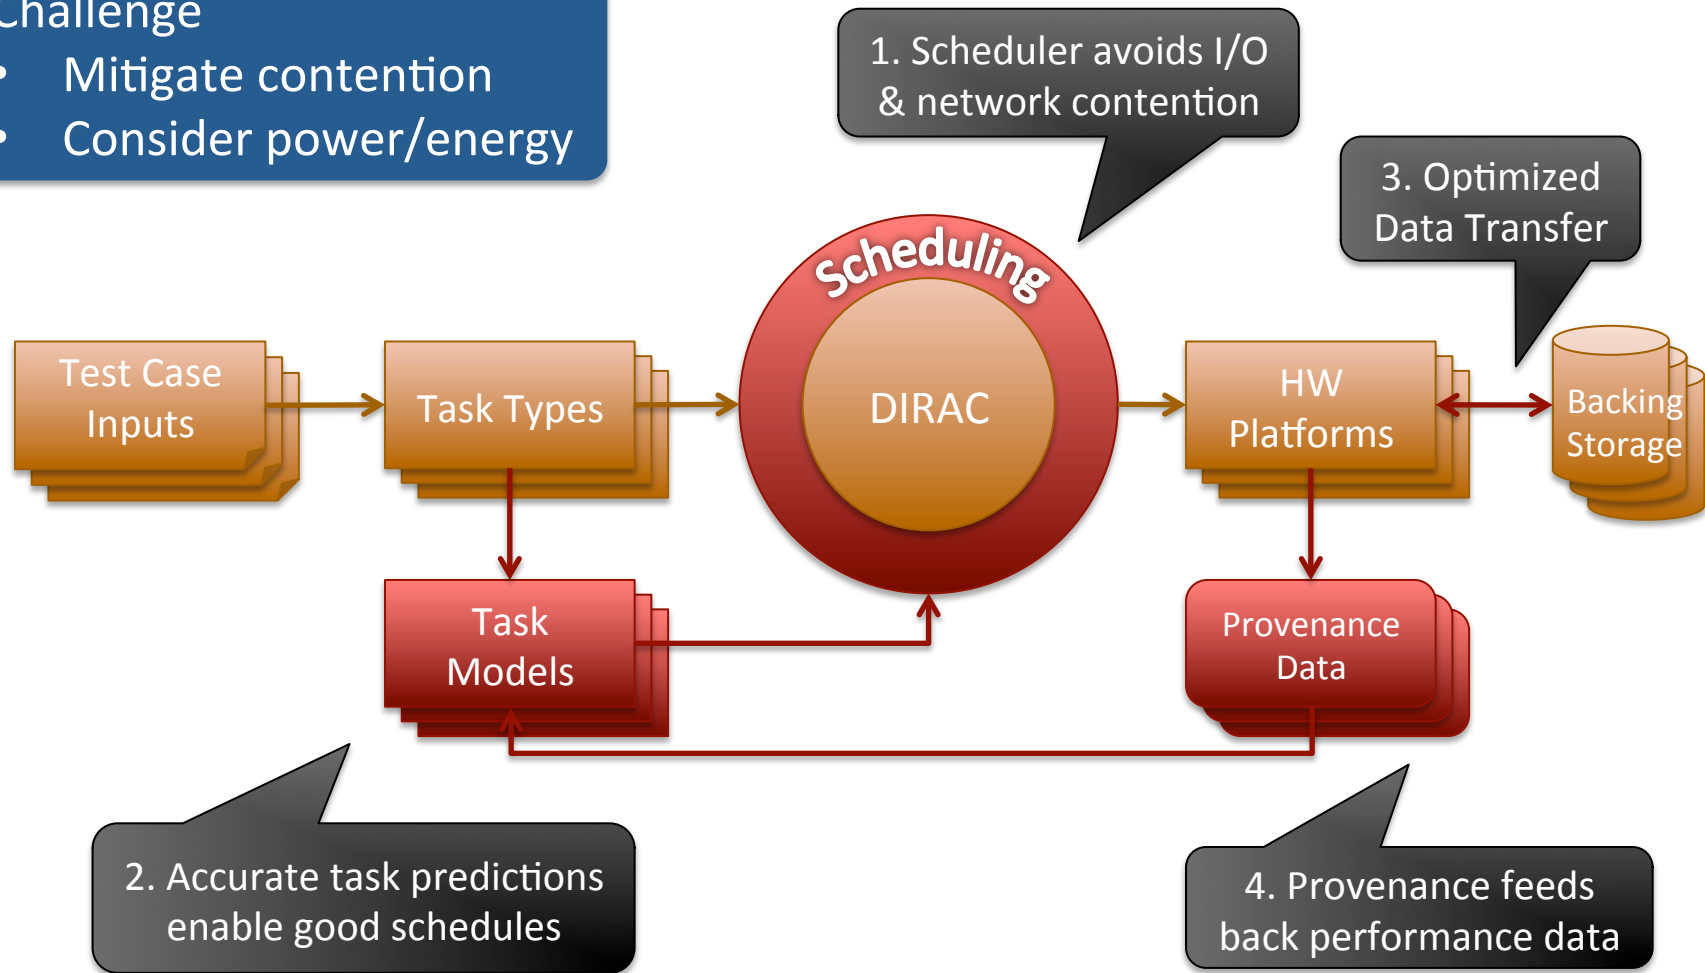 Challenge
• Mitigate contention
• Consider power/energy
1. Scheduler avoids I/O
& network contention
3. Optimized
Data Transfer
Scheduling
Test Case
Inputs
Task Types
DIRAC
HW
Platforms
Backing
Storage
Task
Models
Provenance
Data
2. Accurate task predictions
enable good schedules
4. Provenance feeds
back performance data